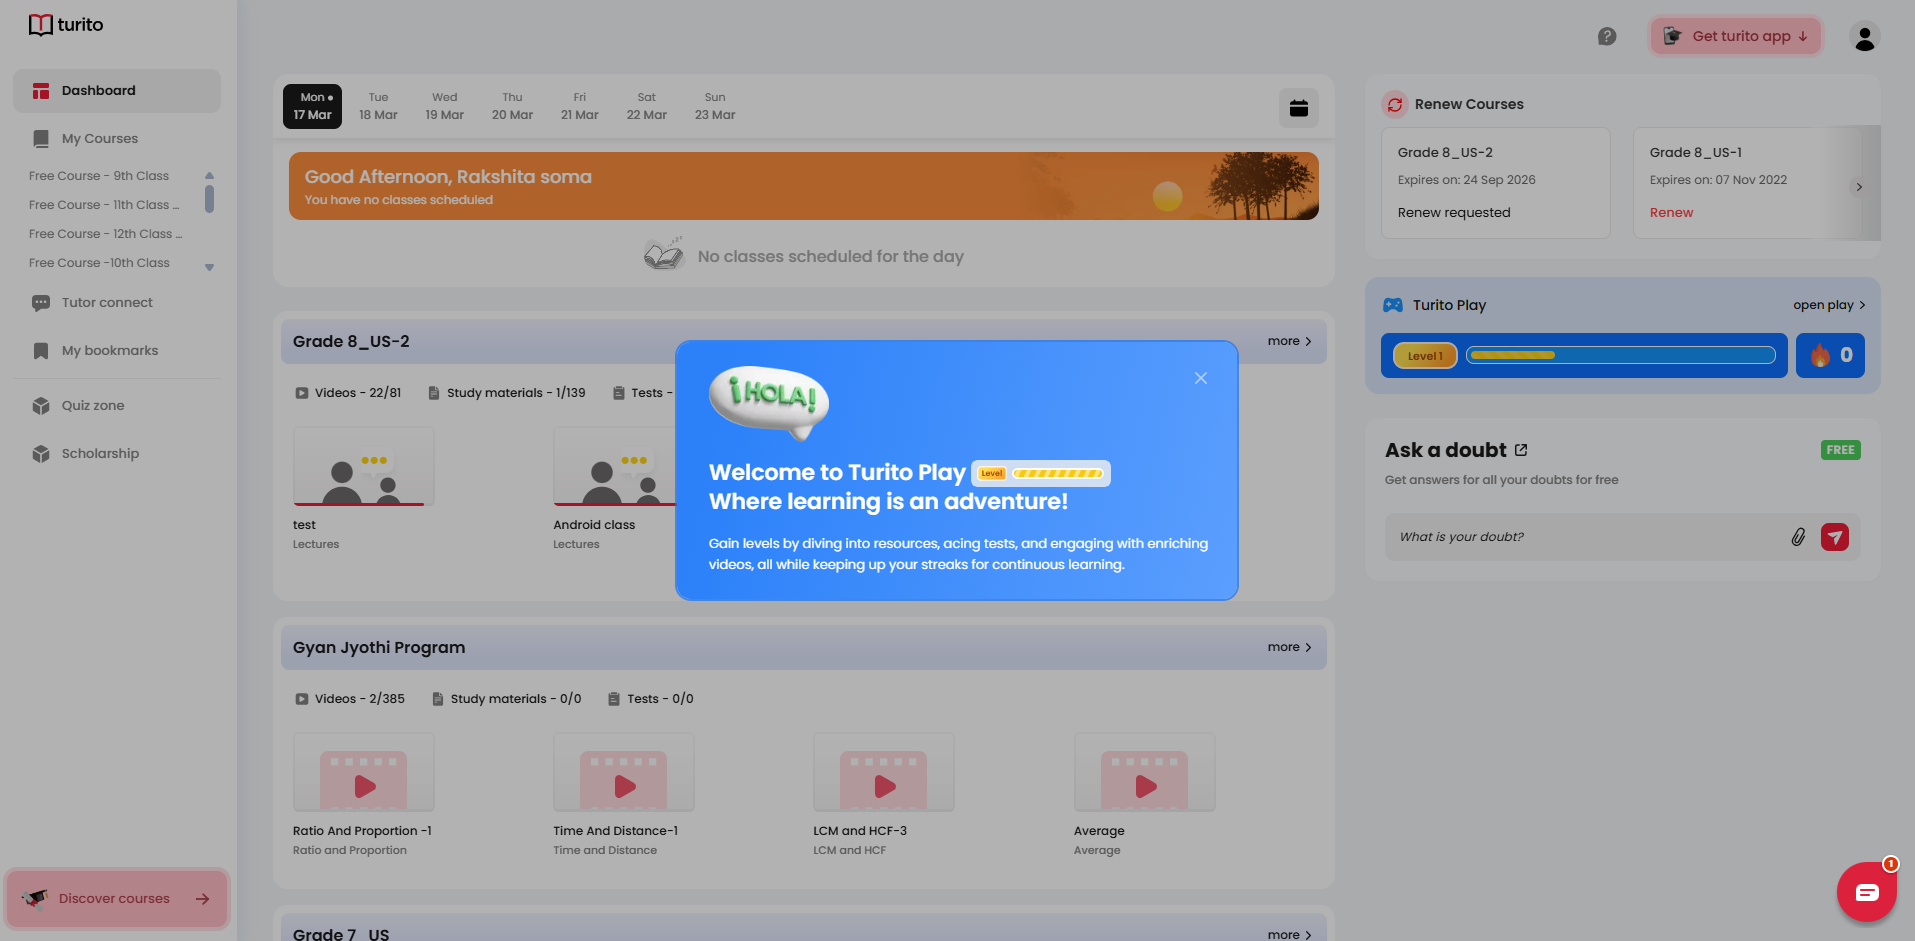 turito
Dashboard
My Courses
Free Course - 9th Class
Free Course - 11th Class ...
Free Course - 12th Class ...
Free Course -10th Class
Tutor connect
My bookmarks
Quiz zone
Scholarship
Discover courses
Get turito app ↓
Mon
17 Mar
Tue
18 Mar
Wed
19 Mar
Thu
20 Mar
Fri
21 Mar
Sat
22 Mar
Sun
23 Mar
Good Afternoon, Rakshita soma
You have no classes scheduled
No classes scheduled for the day
Grade 8_US-2
more
Videos - 22/81
Study materials - 1/139
Tests -
test
Lectures
Android class
Lectures
¡HOLA!
Welcome to Turito Play
Level
Where learning is an adventure!
Gain levels by diving into resources, acing tests, and engaging with enriching
videos, all while keeping up your streaks for continuous learning.
Gyan Jyothi Program
more
Videos - 2/385
Study materials - 0/0
Tests - 0/0
Ratio And Proportion -1
Ratio and Proportion
Time And Distance-1
Time and Distance
LCM and HCF-3
LCM and HCF
Average
Average
Grade 7_US
more
Renew Courses
Grade 8_US-2
Expires on: 24 Sep 2026
Renew requested
Grade 8_US-1
Expires on: 07 Nov 2022
Renew
Turito Play
open play
Level 1
0
Ask a doubt
FREE
Get answers for all your doubts for free
What is your doubt?
1